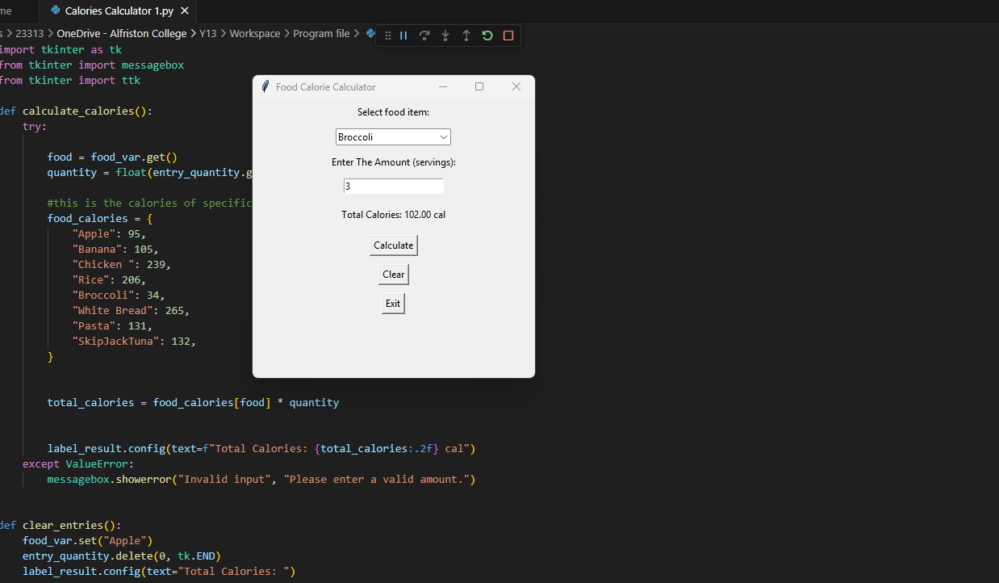 me
Calories Calculator 1.py
s > 23313 > OneDrive - Alfriston College > Y13 > Workspace > Program file >
import tkinter as tk
from tkinter import messagebox
from tkinter import ttk
def calculate_calories():
try:
food = food_var.get()
quantity = float(entry_quantity.g
#this is the calories of specific
food_calories = {
"Apple": 95,
"Banana": 105,
"Chicken ": 239,
"Rice": 206,
"Broccoli": 34,
"White Bread": 265,
"Pasta": 131,
"SkipJackTuna": 132,
}
total_calories = food_calories[food] * quantity
label_result.config(text=f"Total Calories: {total_calories:.2f} cal")
except ValueError:
messagebox.showerror("Invalid input", "Please enter a valid amount.")
def clear_entries():
food_var.set("Apple")
entry_quantity.delete(0, tk.END)
label_result.config(text="Total Calories: ")
Food Calorie Calculator
Select food item:
Broccoli
Enter The Amount (servings):
3
Total Calories: 102.00 cal
Calculate
Clear
Exit